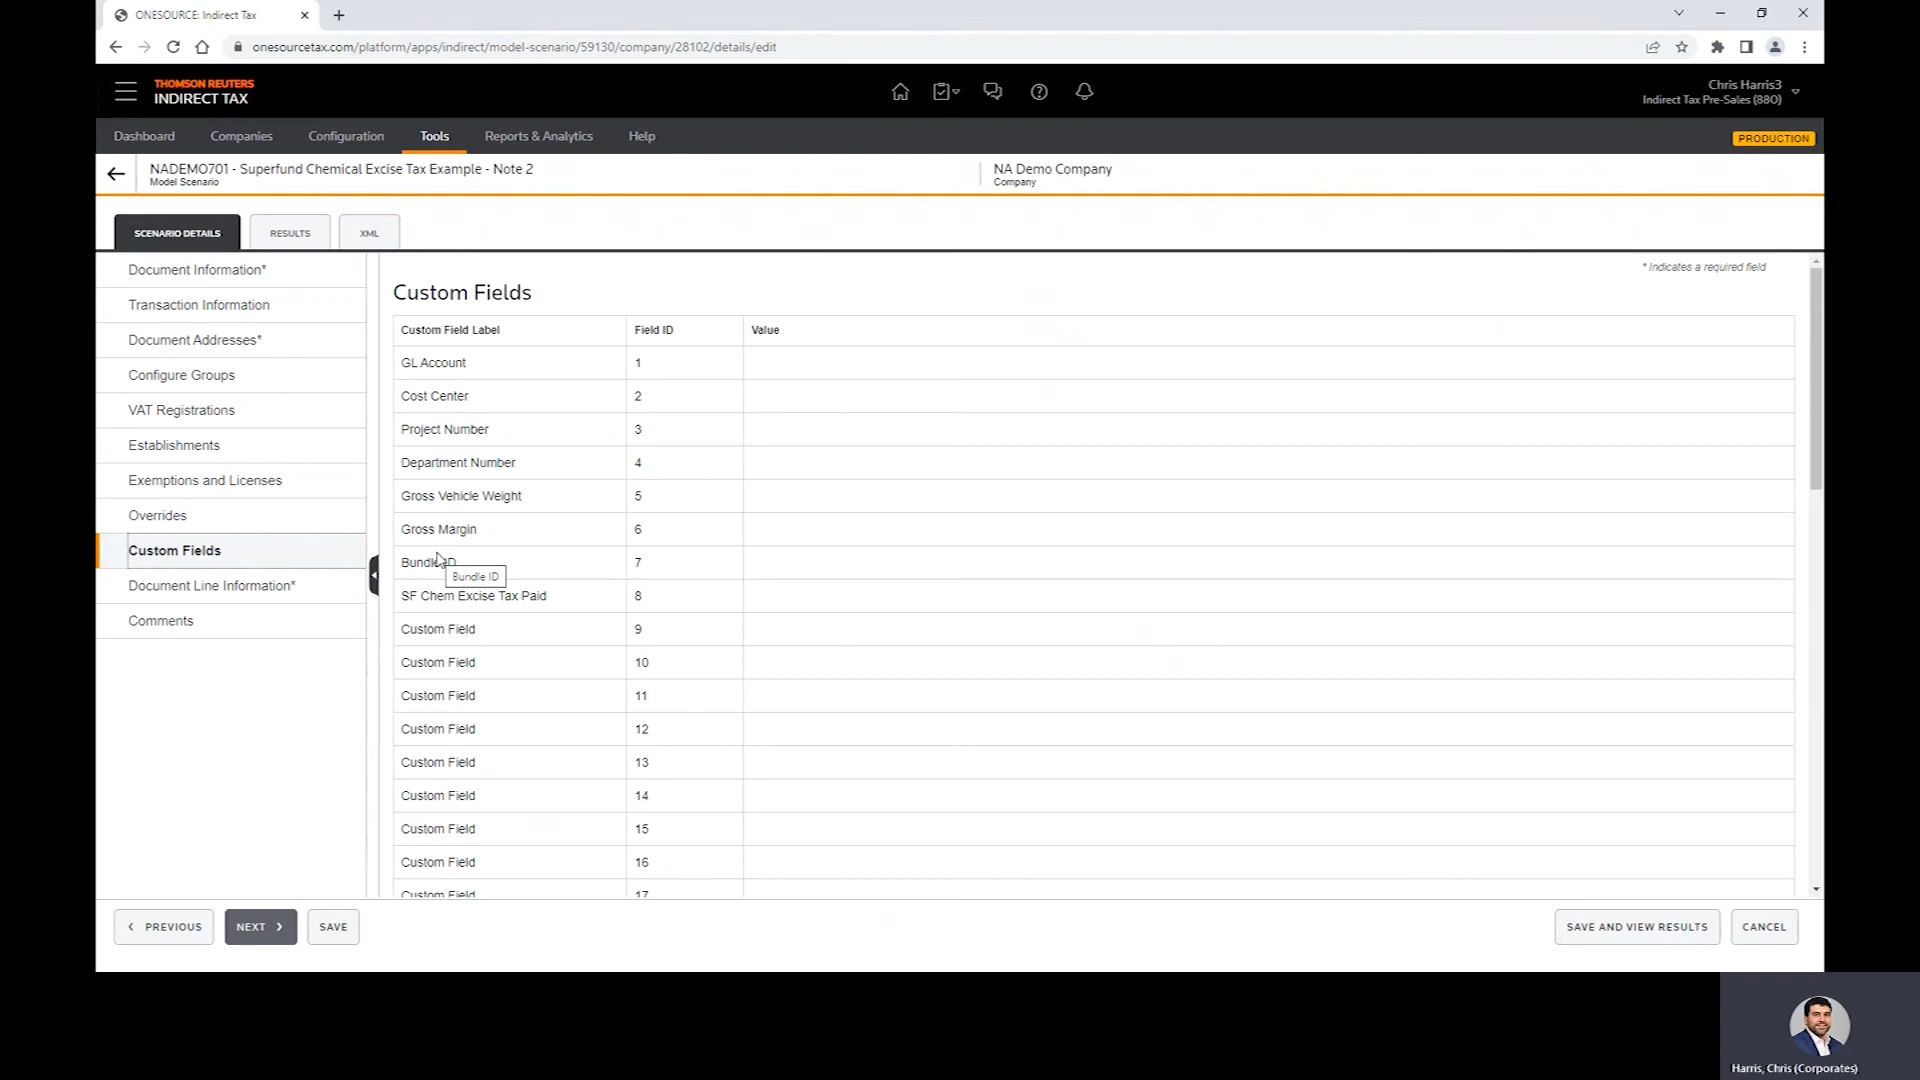 ONESOURCE: Indirect Tax
onesourcetax.com/platform/apps/indirect/model-scenario/59130/company/28102/details/edit
THOMSON REUTERS
INDIRECT TAX
Chris Harris3
Indirect Tax Pre-Sales (880)
Dashboard Companies Configuration Tools Reports & Analytics Help
PRODUCTION
NADEMO701 - Superfund Chemical Excise Tax Example - Note 2
Model Scenario
NA Demo Company
Company
SCENARIO DETAILS RESULTS XML
Document Information*
Transaction Information
Document Addresses*
Configure Groups
VAT Registrations
Establishments
Exemptions and Licenses
Overrides
Custom Fields
Document Line Information*
Comments
* Indicates a required field
Custom Fields
Custom Field Label Field ID Value
GL Account 1
Cost Center 2
Project Number 3
Department Number 4
Gross Vehicle Weight 5
Gross Margin 6
Bundle ID 7
Bundle ID
SF Chem Excise Tax Paid 8
Custom Field 9
Custom Field 10
Custom Field 11
Custom Field 12
Custom Field 13
Custom Field 14
Custom Field 15
Custom Field 16
Custom Field 17
PREVIOUS NEXT SAVE SAVE AND VIEW RESULTS CANCEL
Harris, Chris (Corporates)